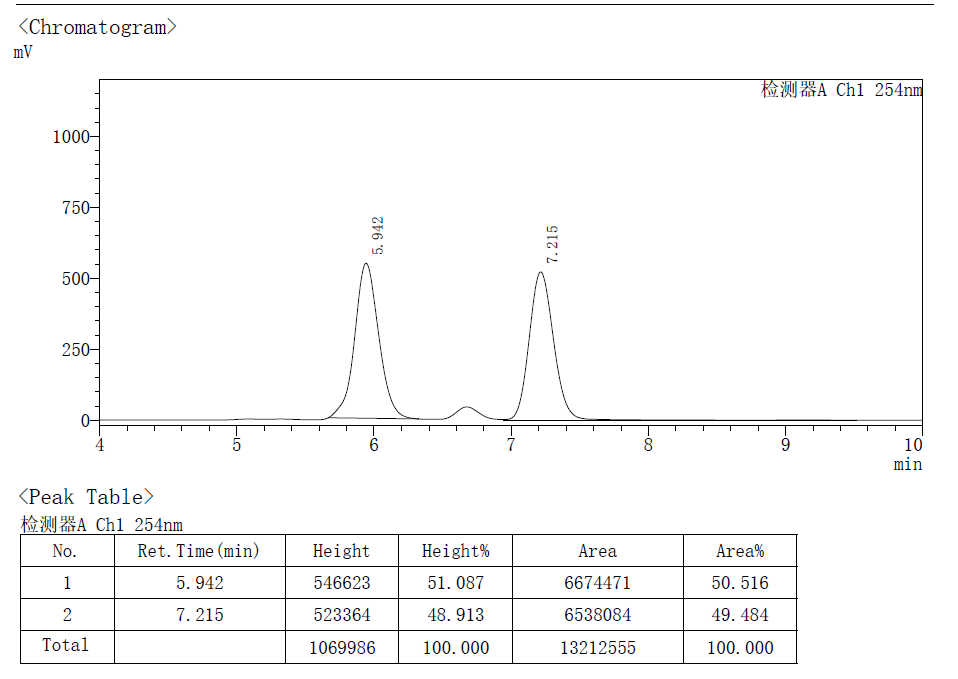 <Chromatogram>
mV
检测器A Ch1 254nm
1000
750
500
250
0
5.942
7.215
4 5 6 7 8 9 10
min
<Peak Table>
检测器A Ch1 254nm
No. Ret.Time(min) Height Height% Area Area%
1 5.942 546623 51.087 6674471 50.516
2 7.215 523364 48.913 6538084 49.484
Total 1069986 100.000 13212555 100.000